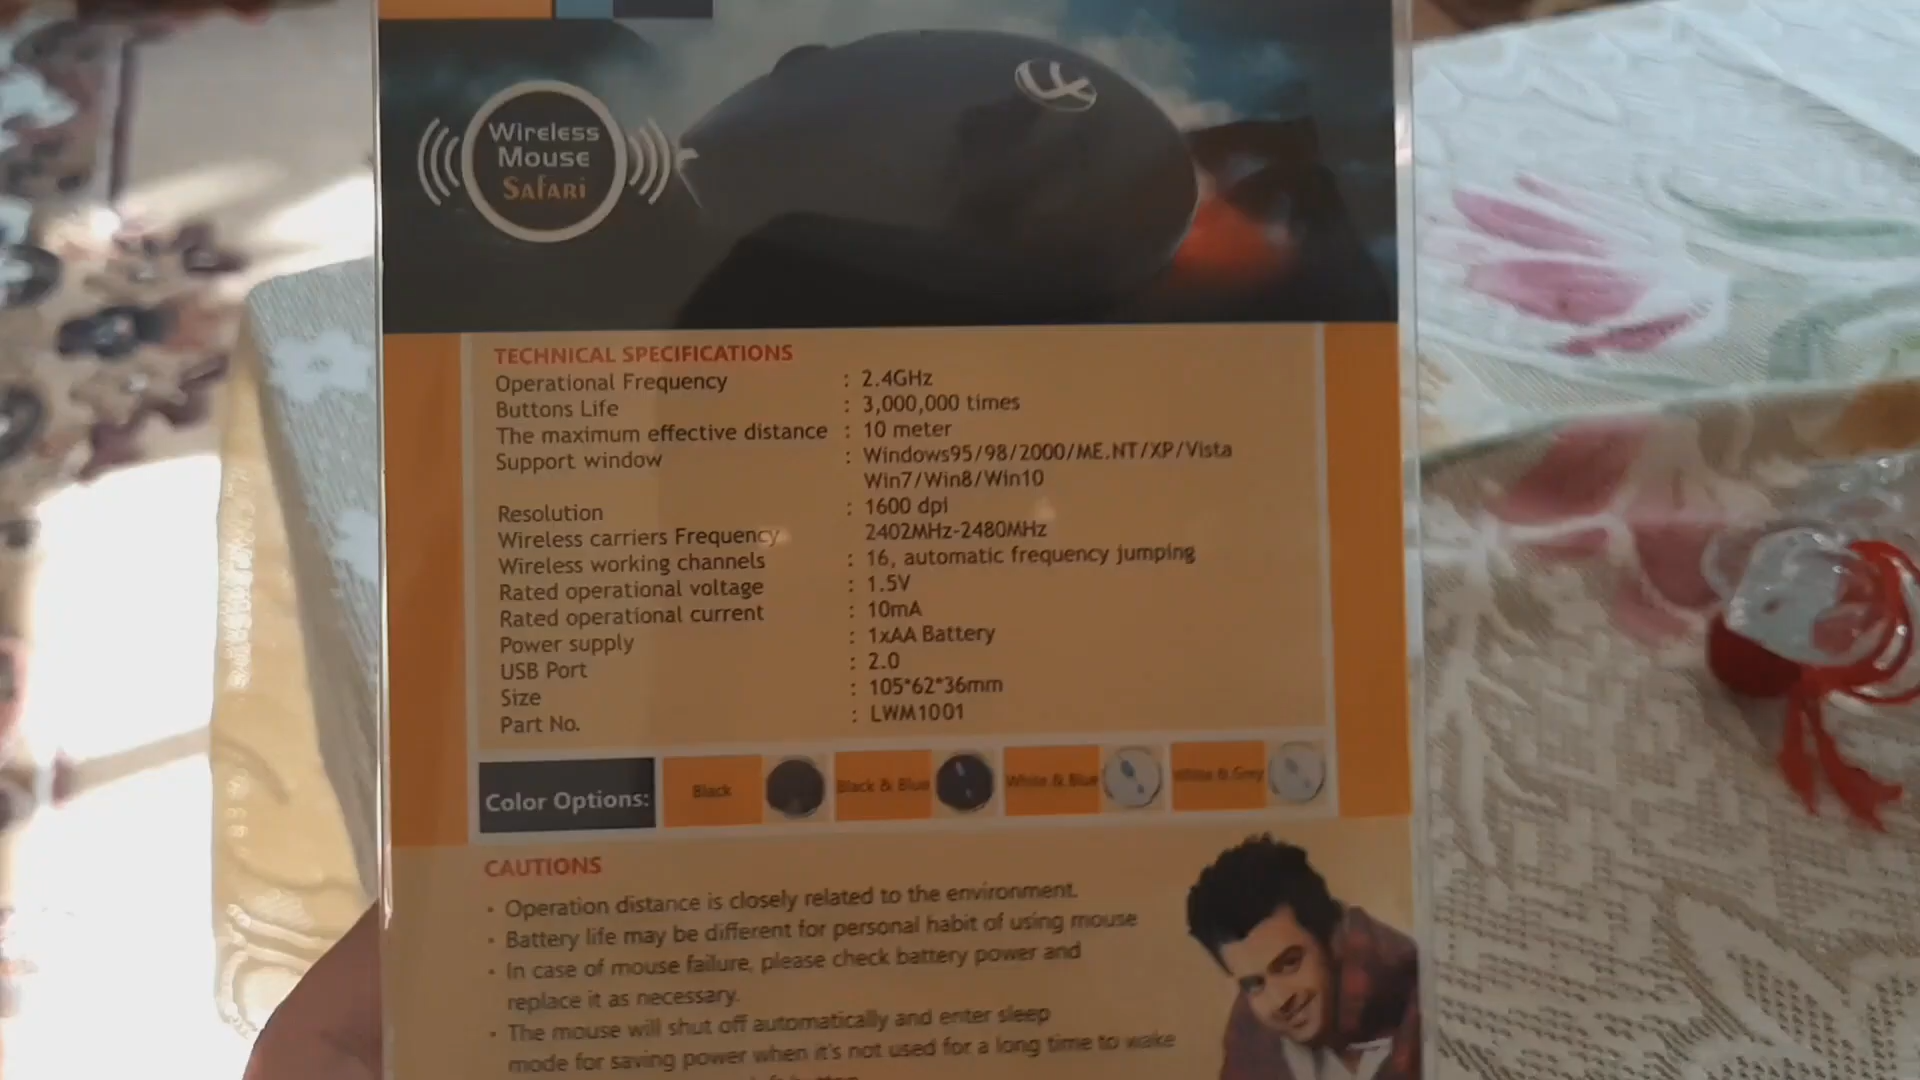 Wireless
Mouse
Safari
TECHNICAL SPECIFICATIONS
Operational Frequency : 2.4GHz
Buttons Life : 3,000,000 times
The maximum effective distance : 10 meter
Support window : Windows95/98/2000/ME.NT/XP/Vista
Win7/Win8/Win10
Resolution : 1600 dpi
Wireless carriers Frequency 2402MHz-2480MHz
Wireless working channels : 16, automatic frequency jumping
Rated operational voltage : 1.5V
Rated operational current : 10mA
Power supply : 1xAA Battery
USB Port : 2.0
Size : 105*62*36mm
Part No. : LWM1001
Color Options: Black Black & Blue White & Blue White & Grey
CAUTIONS
• Operation distance is closely related to the environment.
• Battery life may be different for personal habit of using mouse
• In case of mouse failure, please check battery power and
replace it as necessary.
• The mouse will shut off automatically and enter sleep
mode for saving power when it's not used for a long time to wake